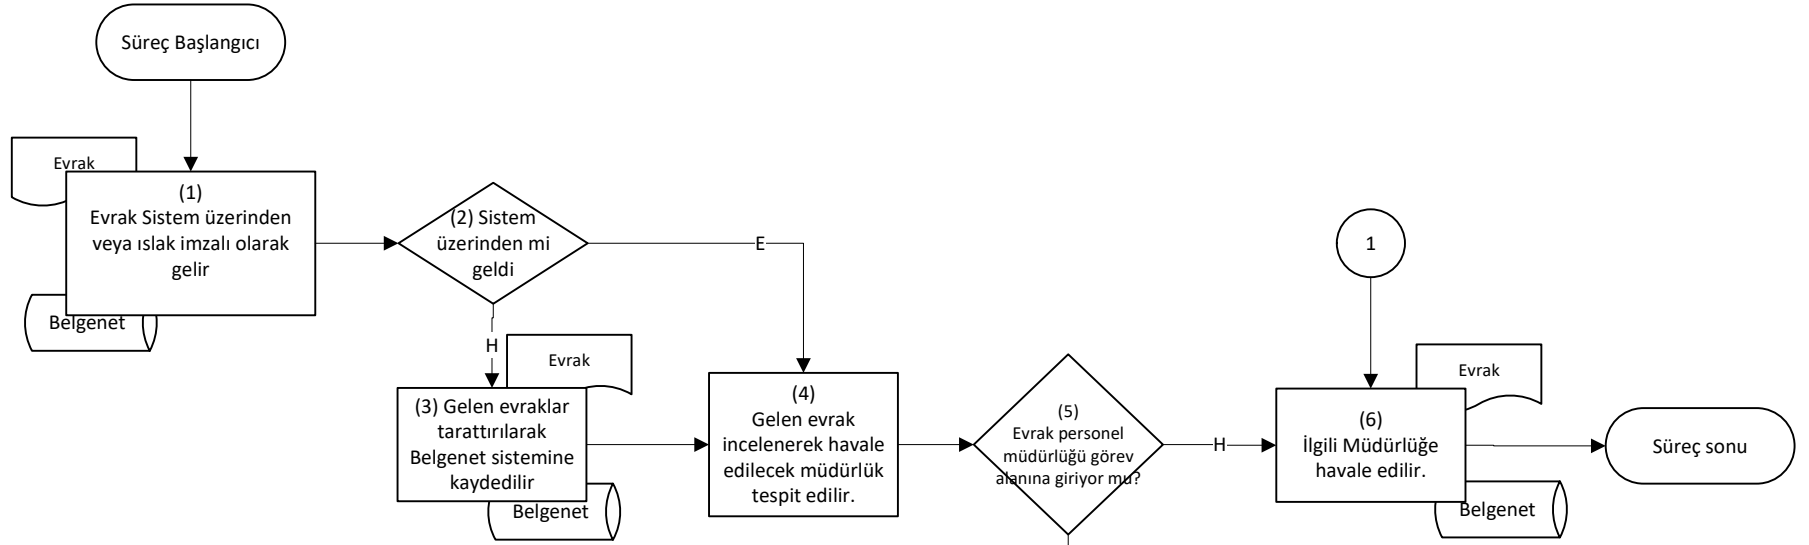 Süreç Başlangıcı
Evrak
(1)
Evrak Sistem üzerinden
veya ıslak imzalı olarak
gelir
Belgenet
(2) Sistem
üzerinden mi
geldi
E
H
Evrak
(3) Gelen evraklar
tarattırılarak
Belgenet sistemine
kaydedilir
Belgenet
(4)
Gelen evrak
incelenerek havale
edilecek müdürlük
tespit edilir.
(5)
Evrak personel
müdürlüğü görev
alanına giriyor mu?
H
1
Evrak
(6)
İlgili Müdürlüğe
havale edilir.
Belgenet
Süreç sonu